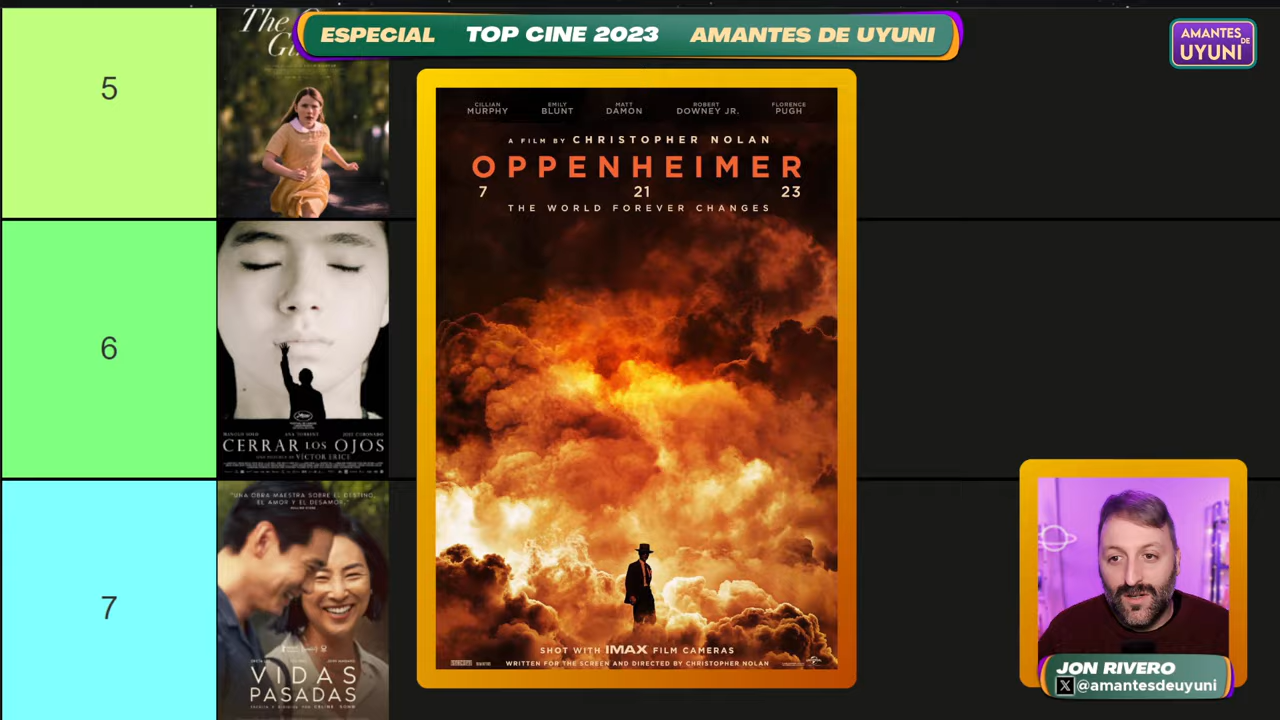 ESPECIAL TOP CINE 2023 AMANTES DE UYUNI
AMANTES
DE
UYUNI
5
The
CILLIAN MURPHY
EMILY BLUNT
MATT DAMON
ROBERT DOWNEY JR.
FLORENCE PUGH
A FILM BY CHRISTOPHER NOLAN
OPPENHEIMER
7 21 23
THE WORLD FOREVER CHANGES
SHOT WITH IMAX FILM CAMERAS
WRITTEN FOR THE SCREEN AND DIRECTED BY CHRISTOPHER NOLAN
6
CERRAR LOS OJOS
VÍCTOR ERICE
7
"UNA OBRA MAESTRA SOBRE EL DESTINO,
EL AMOR Y EL DESAMOR."
VIDAS
PASADAS
JON RIVERO
X @amantesdeuyuni